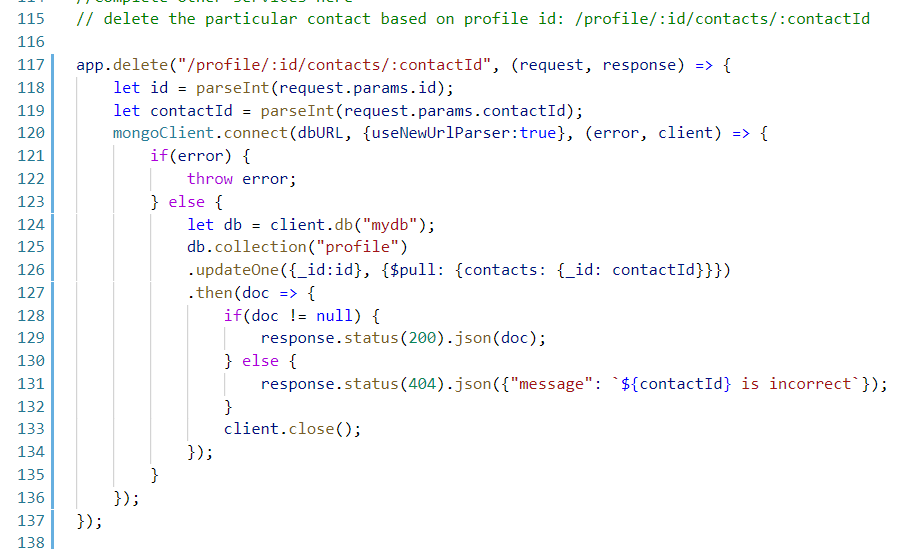 //complete other services here
115 // delete the particular contact based on profile id: /profile/:id/contacts/:contactId
116
117 app.delete("/profile/:id/contacts/:contactId", (request, response) => {
118 let id = parseInt(request.params.id);
119 let contactId = parseInt(request.params.contactId);
120 mongoClient.connect(dbURL, {useNewUrlParser:true}, (error, client) => {
121 if(error) {
122 throw error;
123 } else {
124 let db = client.db("mydb");
125 db.collection("profile")
126 .updateOne({_id:id}, {$pull: {contacts: {_id: contactId}}})
127 .then(doc => {
128 if(doc != null) {
129 response.status(200).json(doc);
130 } else {
131 response.status(404).json({"message": `${contactId} is incorrect`});
132 }
133 client.close();
134 });
135 }
136 });
137 });
138